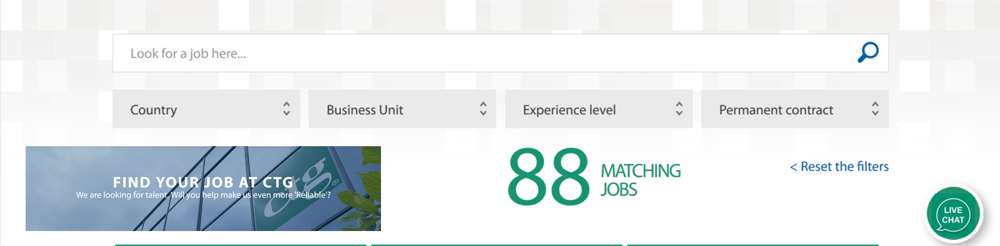 Look for a job here...
Country
Business Unit
Experience level
Permanent contract
FIND YOUR JOB AT CTG
We are looking for talent. Will you help make us even more 'Reliable'?
ctg®
88
MATCHING
JOBS
< Reset the filters
LIVE
CHAT